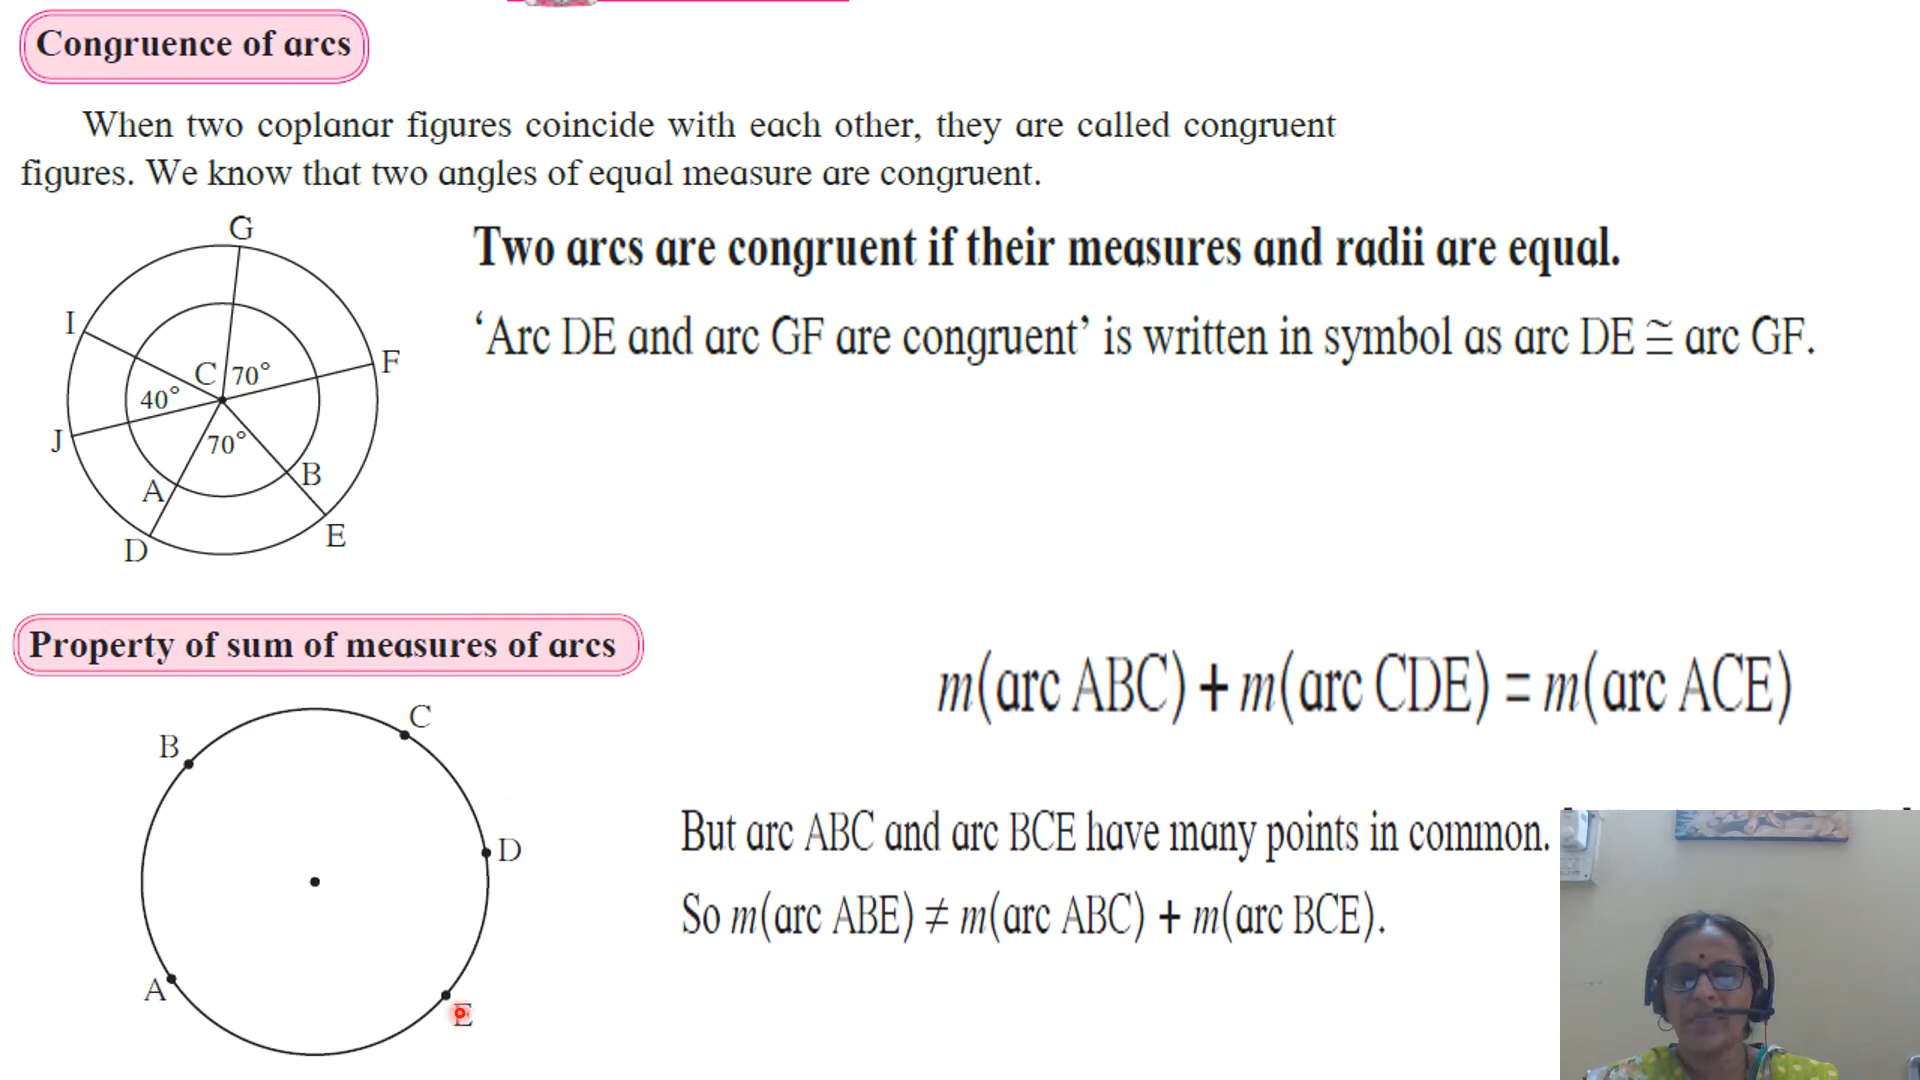 Congruence of arcs
When two coplanar figures coincide with each other, they are called congruent
figures. We know that two angles of equal measure are congruent.
G
Two arcs are congruent if their measures and radii are equal.
I
‘Arc DE and arc GF are congruent’ is written in symbol as arc DE ≅ arc GF.
C 70° F
40°
J
70°
B
A
E
D
Property of sum of measures of arcs
m(arc ABC) + m(arc CDE) = m(arc ACE)
C
B
But arc ABC and arc BCE have many points in common.
D
So m(arc ABE) ≠ m(arc ABC) + m(arc BCE).
A
E